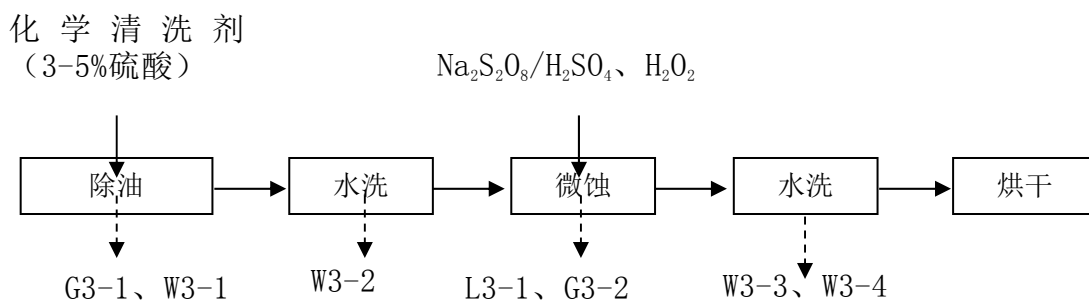 化学清洗剂
（3-5%硫酸）
Na₂S₂O₈/H₂SO₄、H₂O₂
除油
水洗
微蚀
水洗
烘干
G3-1、W3-1
W3-2
L3-1、G3-2
W3-3、W3-4